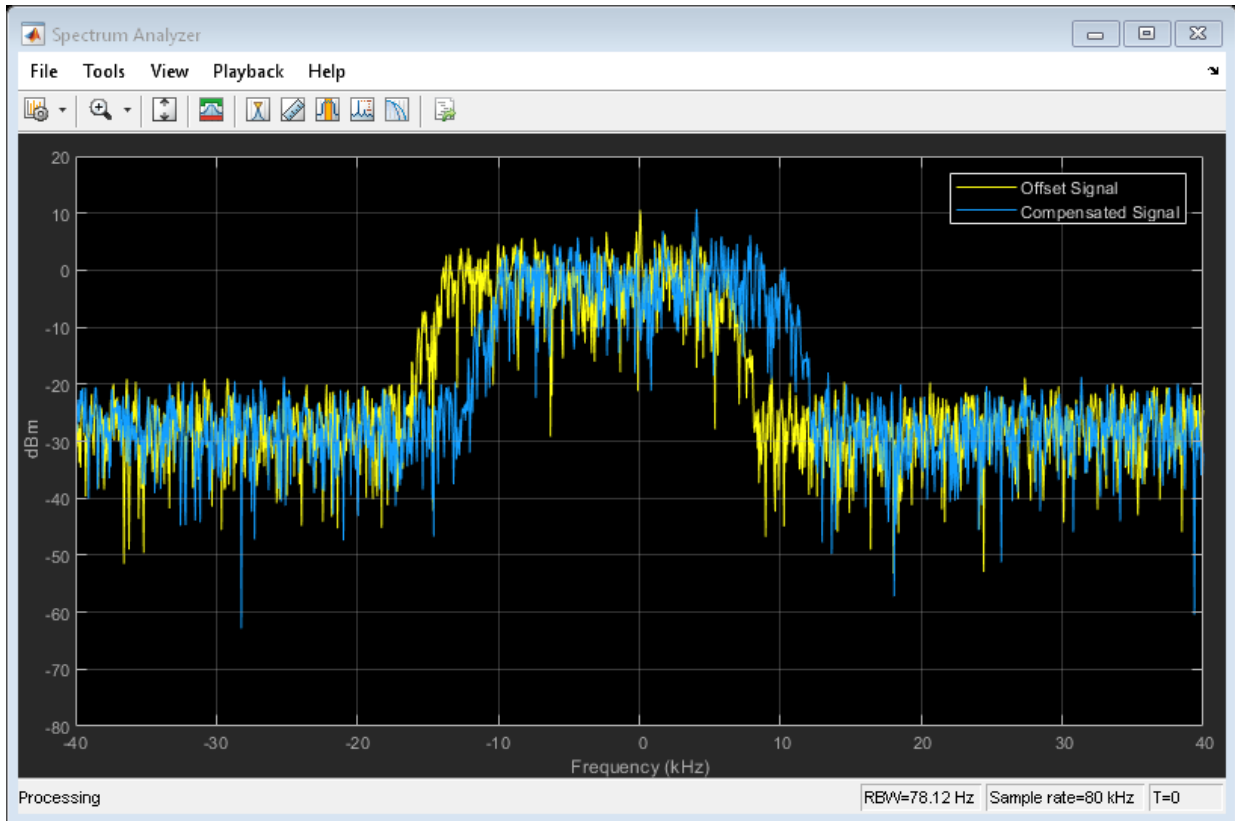 Spectrum Analyzer
File Tools View Playback Help
20
10
0
-10
-20
-30
-40
-50
-60
-70
-80
dBm
Offset Signal
Compensated Signal
-40 -30 -20 -10 0 10 20 30 40
Frequency (kHz)
Processing RBW=78.12 Hz Sample rate=80 kHz T=0